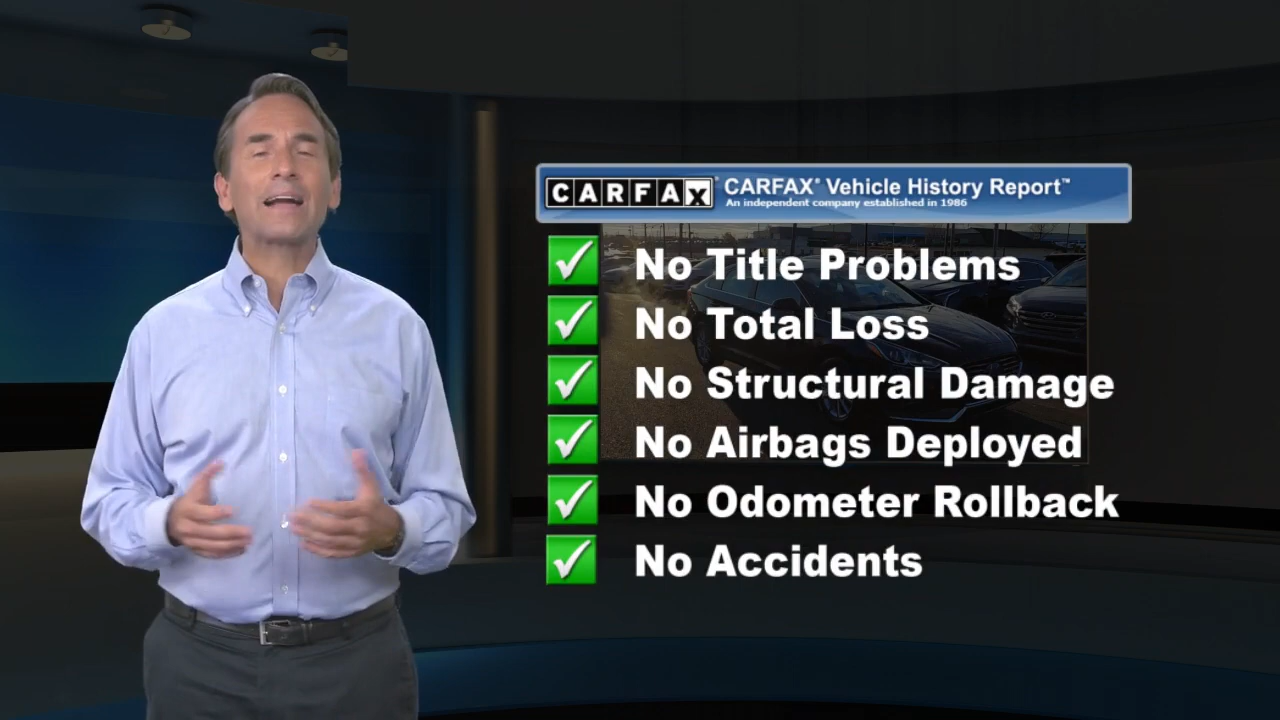 CARFAX® CARFAX® Vehicle History Report™
An independent company established in 1986
No Title Problems
No Total Loss
No Structural Damage
No Airbags Deployed
No Odometer Rollback
No Accidents